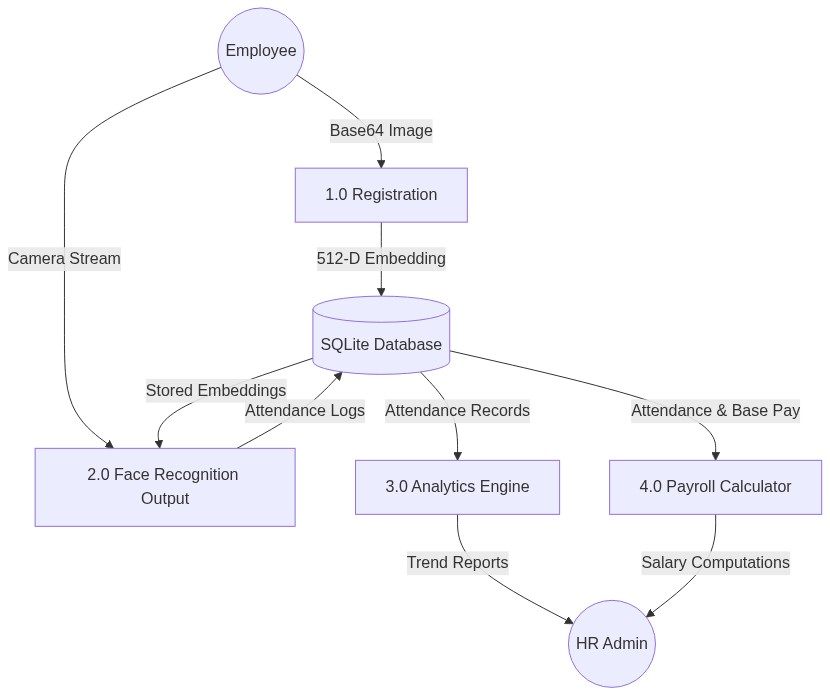 Employee
Base64 Image
1.0 Registration
Camera Stream
512-D Embedding
SQLite Database
Stored Embeddings
Attendance Logs
Attendance Records
Attendance & Base Pay
2.0 Face Recognition
Output
3.0 Analytics Engine
4.0 Payroll Calculator
Trend Reports
Salary Computations
HR Admin